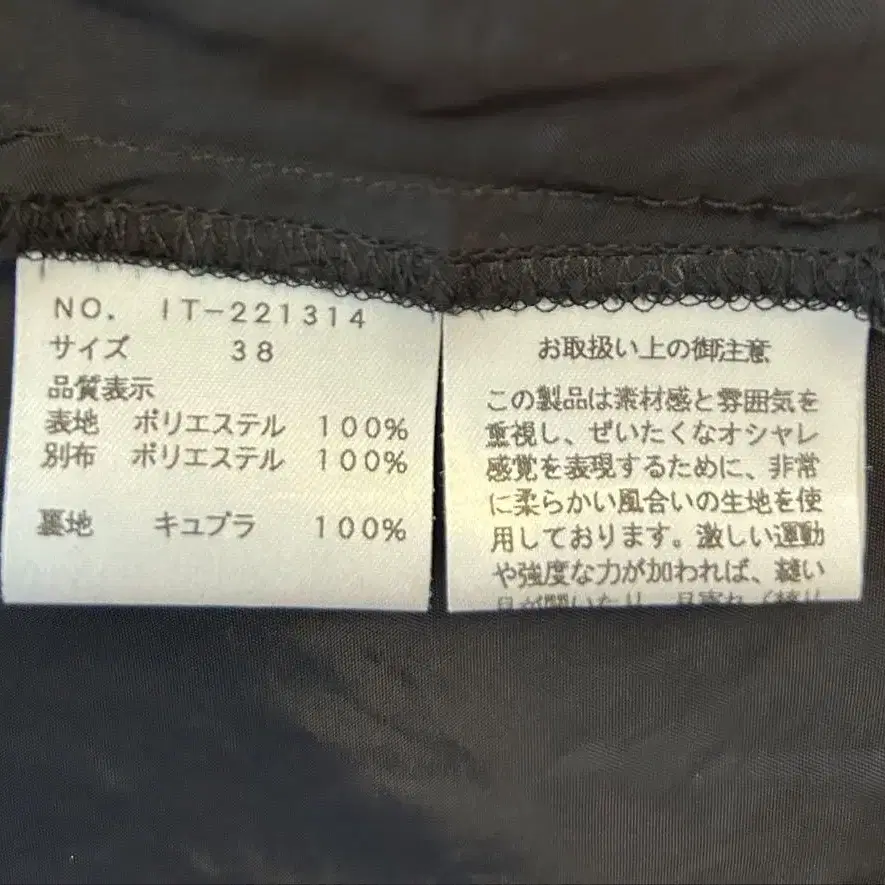 NO. IT-221314
サイズ 38
品質表示
表地 ポリエステル 100%
別布 ポリエステル 100%
裏地 キュプラ 100%
お取扱い上の御注意
この製品は素材感と雰囲気を
重視し、ぜいたくなオシャレ
感覚を表現するために、非常
に柔らかい風合いの生地を使
用しております。激しい運動
や強度な力が加われば、縫い